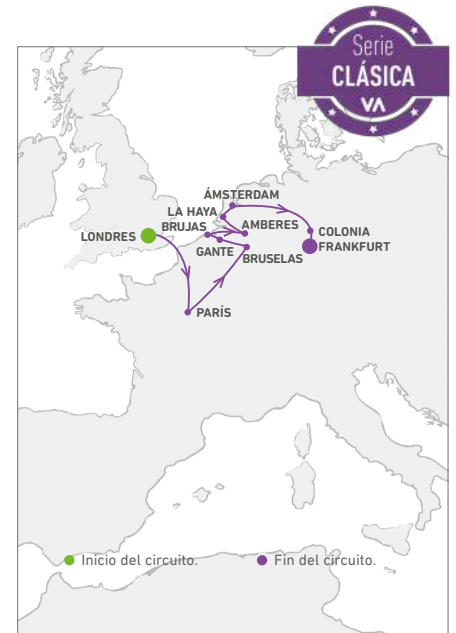 Serie
CLÁSICA
VA
ÁMSTERDAM
LA HAYA
BRUJAS
AMBERES
COLONIA
LONDRES
GANTE
FRANKFURT
BRUSELAS
PARÍS
Inicio del circuito.
Fin del circuito.